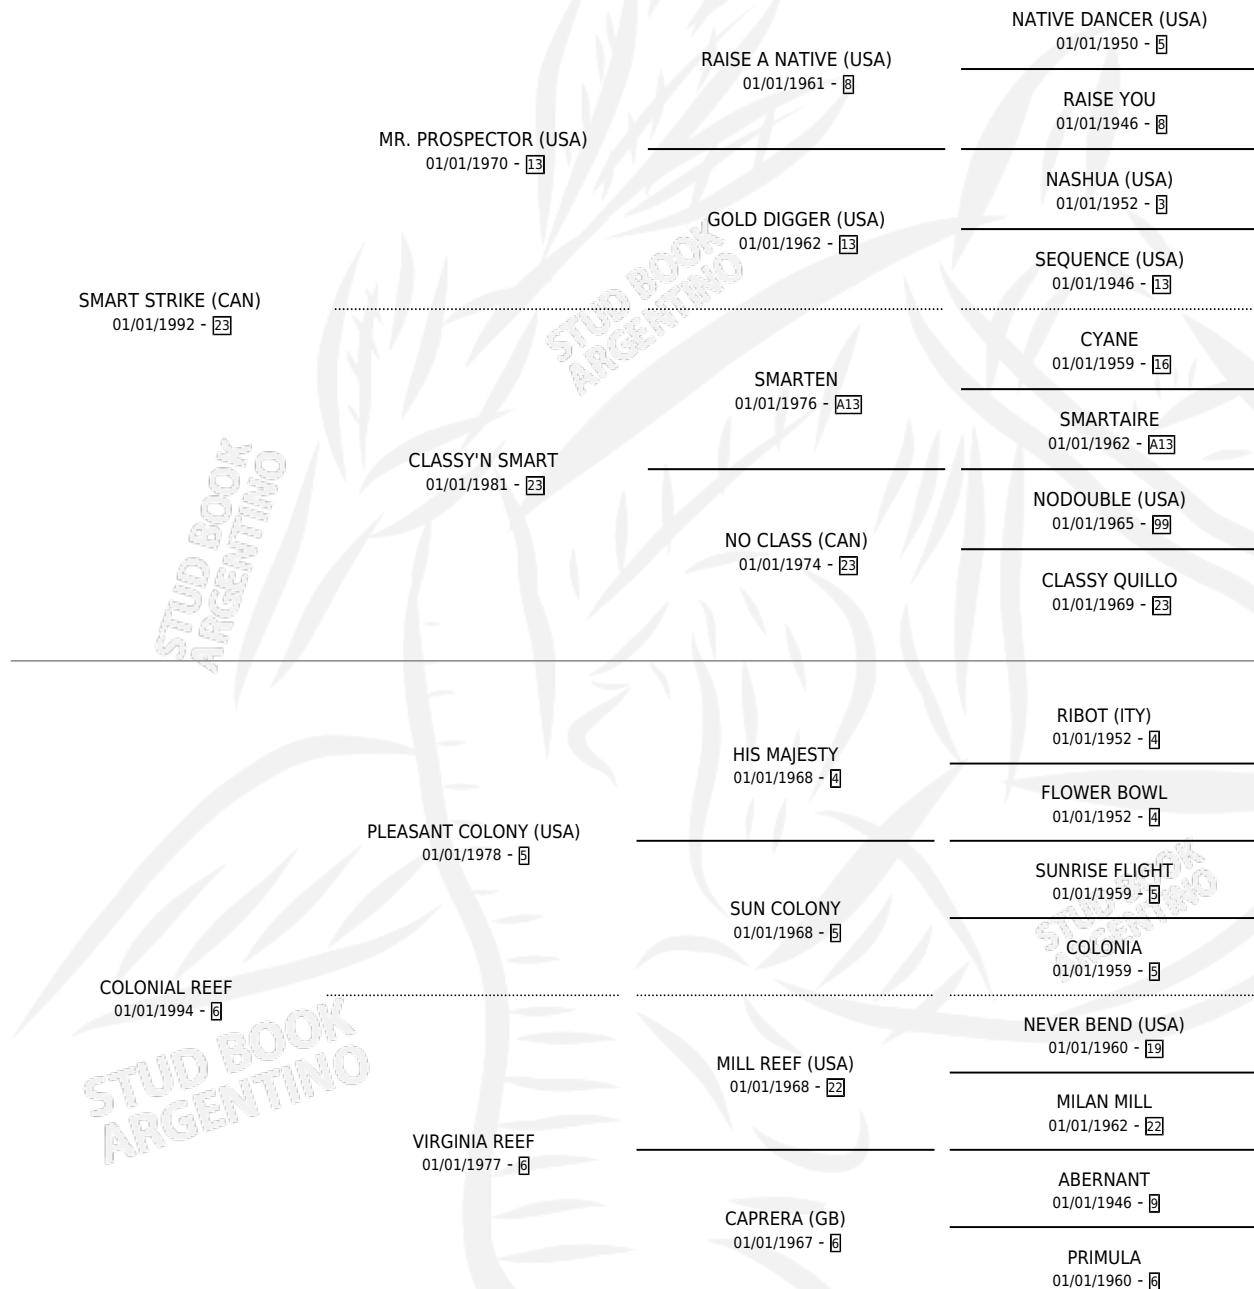 NATIVE DANCER (USA)
01/01/1950 - 5
RAISE A NATIVE (USA)
01/01/1961 - 8
RAISE YOU
01/01/1946 - 8
MR. PROSPECTOR (USA)
01/01/1970 - 13
NASHUA (USA)
01/01/1952 - 3
GOLD DIGGER (USA)
01/01/1962 - 13
SEQUENCE (USA)
01/01/1946 - 13
SMART STRIKE (CAN)
01/01/1992 - 23
CYANE
01/01/1959 - 16
SMARTEN
01/01/1976 - A13
SMARTAIRE
01/01/1962 - A13
CLASSY'N SMART
01/01/1981 - 23
NODOUBLE (USA)
01/01/1965 - 99
NO CLASS (CAN)
01/01/1974 - 23
CLASSY QUILLO
01/01/1969 - 23
RIBOT (ITY)
01/01/1952 - 4
HIS MAJESTY
01/01/1968 - 4
FLOWER BOWL
01/01/1952 - 4
PLEASANT COLONY (USA)
01/01/1978 - 5
SUNRISE FLIGHT
01/01/1959 - 5
SUN COLONY
01/01/1968 - 5
COLONIA
01/01/1959 - 5
COLONIAL REEF
01/01/1994 - 6
NEVER BEND (USA)
01/01/1960 - 19
MILL REEF (USA)
01/01/1968 - 22
MILAN MILL
01/01/1962 - 22
VIRGINIA REEF
01/01/1977 - 6
ABERNANT
01/01/1946 - 9
CAPRERA (GB)
01/01/1967 - 6
PRIMULA
01/01/1960 - 6
STUD BOOK
ARGENTINO
STUD BOOK
ARGENTINO
STUD BOOK
ARGENTINO
STUD BOOK
ARGENTINO